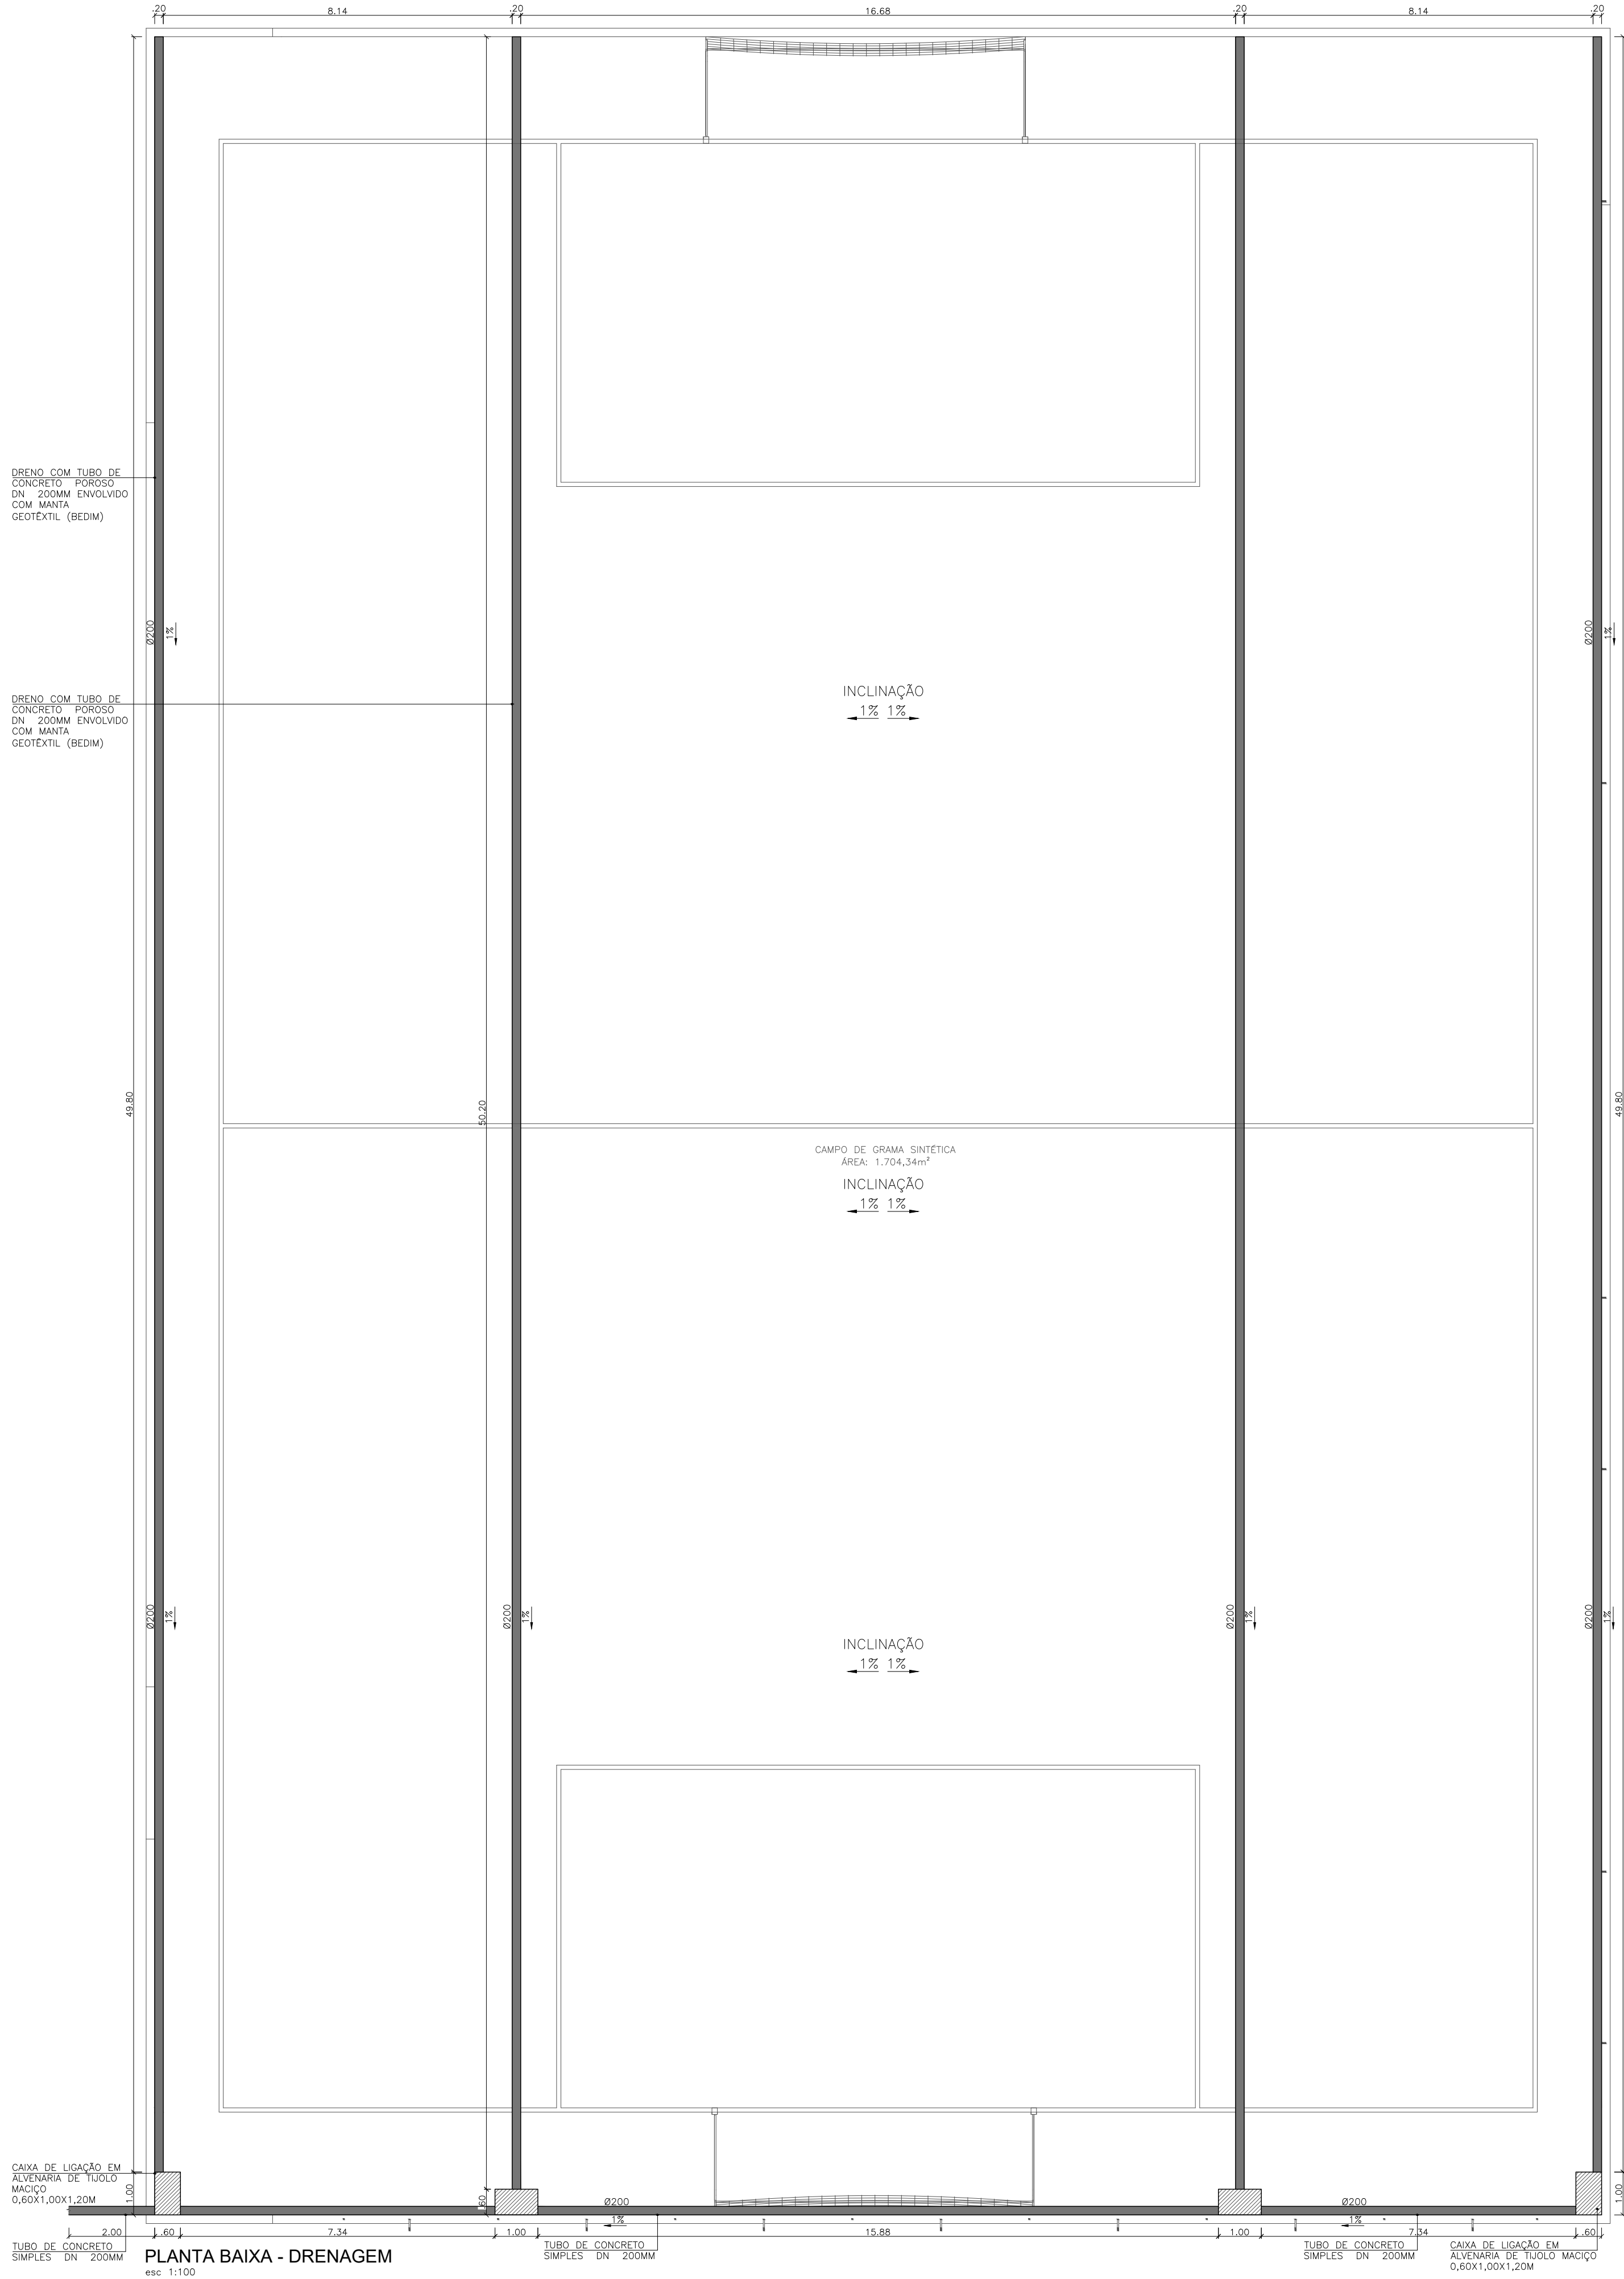 .20
8.14
.20
16.68
.20
8.14
.20
DRENO COM TUBO DE
CONCRETO POROSO
DN 200MM ENVOLVIDO
COM MANTA
GEOTÊXTIL (BEDIM)
Ø200
1%
Ø200
1%
DRENO COM TUBO DE
CONCRETO POROSO
DN 200MM ENVOLVIDO
COM MANTA
GEOTÊXTIL (BEDIM)
INCLINAÇÃO
1% 1%
49.80
50.20
49.80
CAMPO DE GRAMA SINTÉTICA
ÁREA: 1.704,34m²
INCLINAÇÃO
1% 1%
Ø200
1%
Ø200
1%
Ø200
1%
Ø200
1%
INCLINAÇÃO
1% 1%
CAIXA DE LIGAÇÃO EM
ALVENARIA DE TIJOLO
MACIÇO
0,60X1,00X1,20M
1.00
.60
Ø200
1%
Ø200
1%
1.00
2.00
.60
7.34
1.00
15.88
1.00
7.34
.60
TUBO DE CONCRETO
SIMPLES DN 200MM
TUBO DE CONCRETO
SIMPLES DN 200MM
TUBO DE CONCRETO
SIMPLES DN 200MM
CAIXA DE LIGAÇÃO EM
ALVENARIA DE TIJOLO MACIÇO
0,60X1,00X1,20M
PLANTA BAIXA - DRENAGEM
esc 1:100